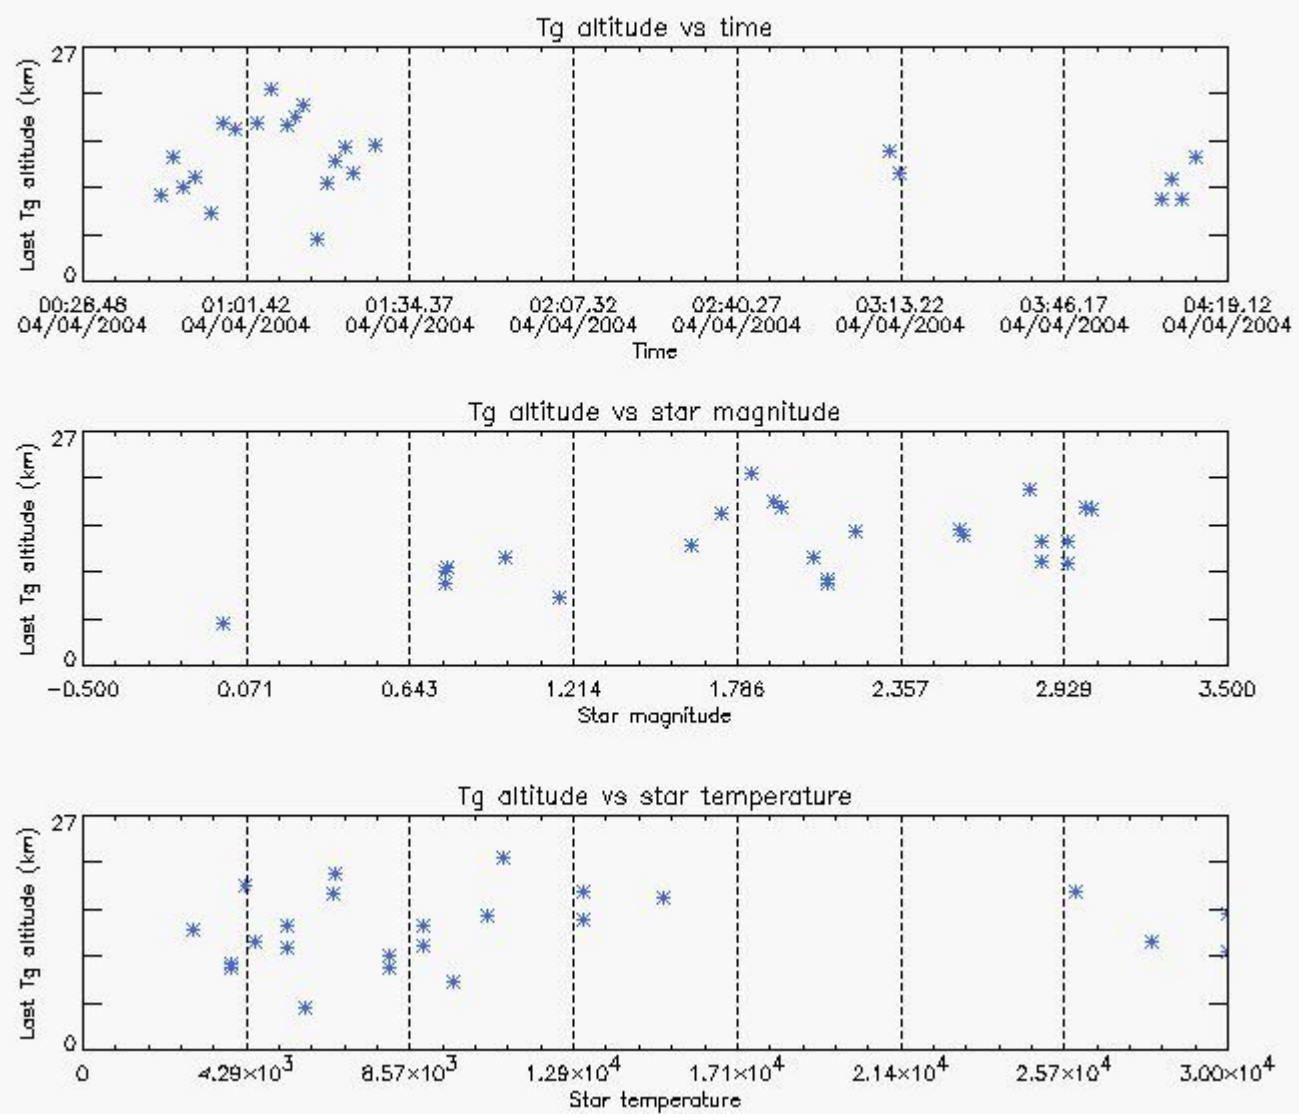 Tg altitude vs time
27
Last Tg altitude (km)
0
00:28.48 01:01.42 01:34.37 02:07.32 02:40.27 03:13.22 03:46.17 04:19.12
04/04/2004 04/04/2004 04/04/2004 04/04/2004 04/04/2004 04/04/2004 04/04/2004 04/04/2004
Time
Tg altitude vs star magnitude
27
Last Tg altitude (km)
0
-0.500 0.071 0.643 1.214 1.786 2.357 2.929 3.500
Star magnitude
Tg altitude vs star temperature
27
Last Tg altitude (km)
0
0 4.29×10³ 8.57×10³ 1.29×10⁴ 1.71×10⁴ 2.14×10⁴ 2.57×10⁴ 3.00×10⁴
Star temperature